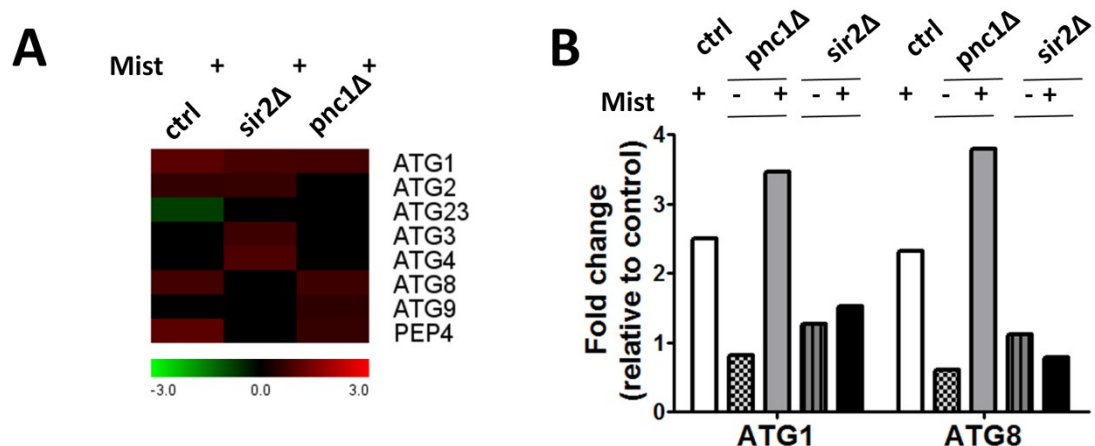 A
Mist + + +
ctrl sir2Δ pnc1Δ
ATG1
ATG2
ATG23
ATG3
ATG4
ATG8
ATG9
PEP4
-3.0 0.0 3.0
B
ctrl pnc1Δ sir2Δ ctrl pnc1Δ sir2Δ
Mist + - + - + + - + - +
Fold change
(relative to control)
4
3
2
1
0
ATG1 ATG8